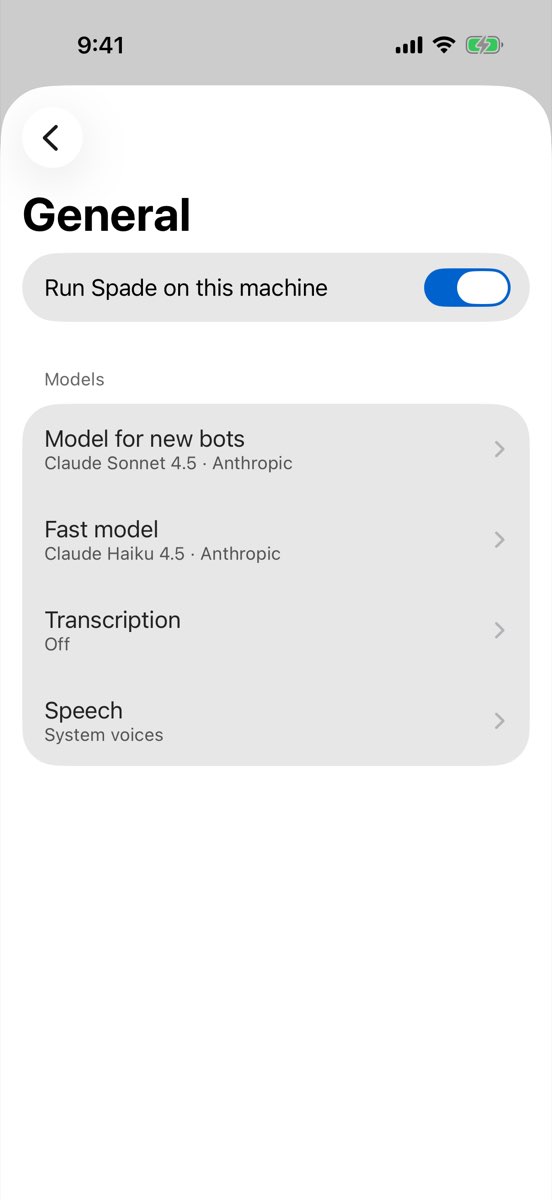 9:41
General
Run Spade on this machine
Models
Model for new bots
Claude Sonnet 4.5 · Anthropic
Fast model
Claude Haiku 4.5 · Anthropic
Transcription
Off
Speech
System voices